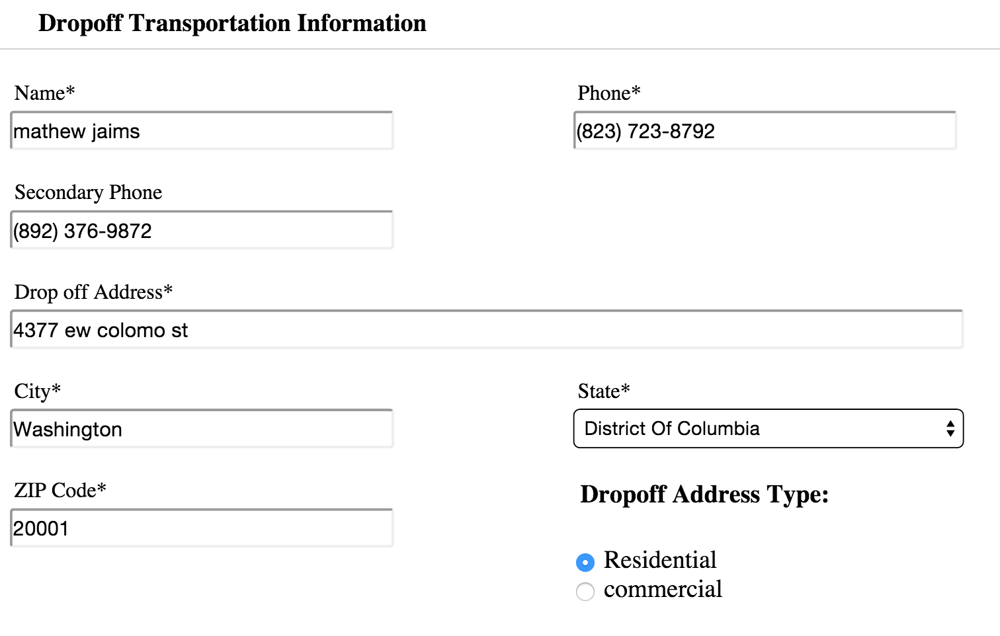 Dropoff Transportation Information
Name*
Phone*
mathew jaims
(823) 723-8792
Secondary Phone
(892) 376-9872
Drop off Address*
4377 ew colomo st
City*
State*
Washington
District Of Columbia
ZIP Code*
Dropoff Address Type:
20001
Residential
commercial